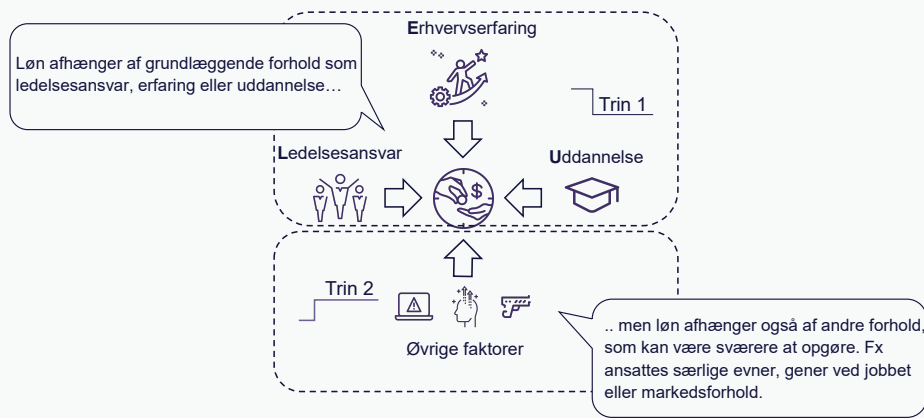 Erhvervserfaring
Løn afhænger af grundlæggende forhold som
ledelsesansvar, erfaring eller uddannelse…
Trin 1
Ledelsesansvar
Uddannelse
$
Trin 2
Øvrige faktorer
.. men løn afhænger også af andre forhold,
som kan være sværere at opgøre. Fx
ansattes særlige evner, gener ved jobbet
eller markedsforhold.